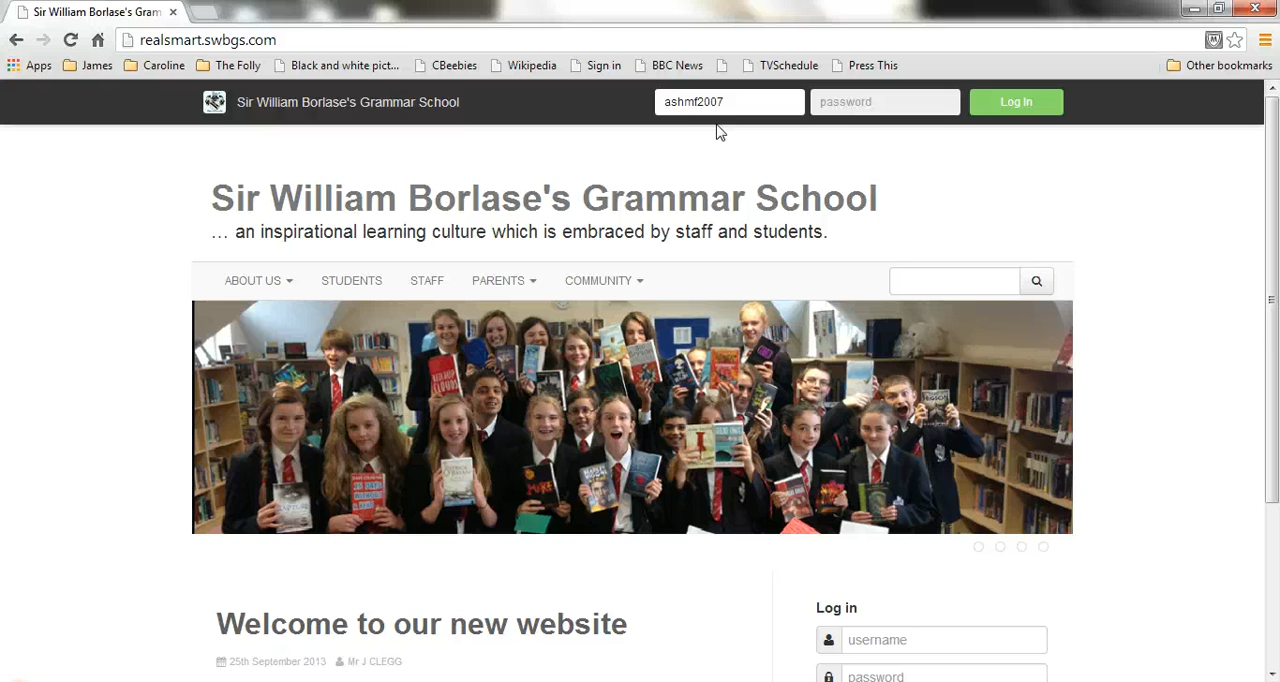 Sir William Borlase's Gram
realsmart.swbgs.com
Apps James Caroline The Folly Black and white pict... CBeebies Wikipedia Sign in BBC News TVSchedule Press This Other bookmarks
Sir William Borlase's Grammar School ashmf2007 password Log In
Sir William Borlase's Grammar School
... an inspirational learning culture which is embraced by staff and students.
ABOUT US STUDENTS STAFF PARENTS COMMUNITY
Welcome to our new website
25th September 2013 Mr J CLEGG
Log in
username
password